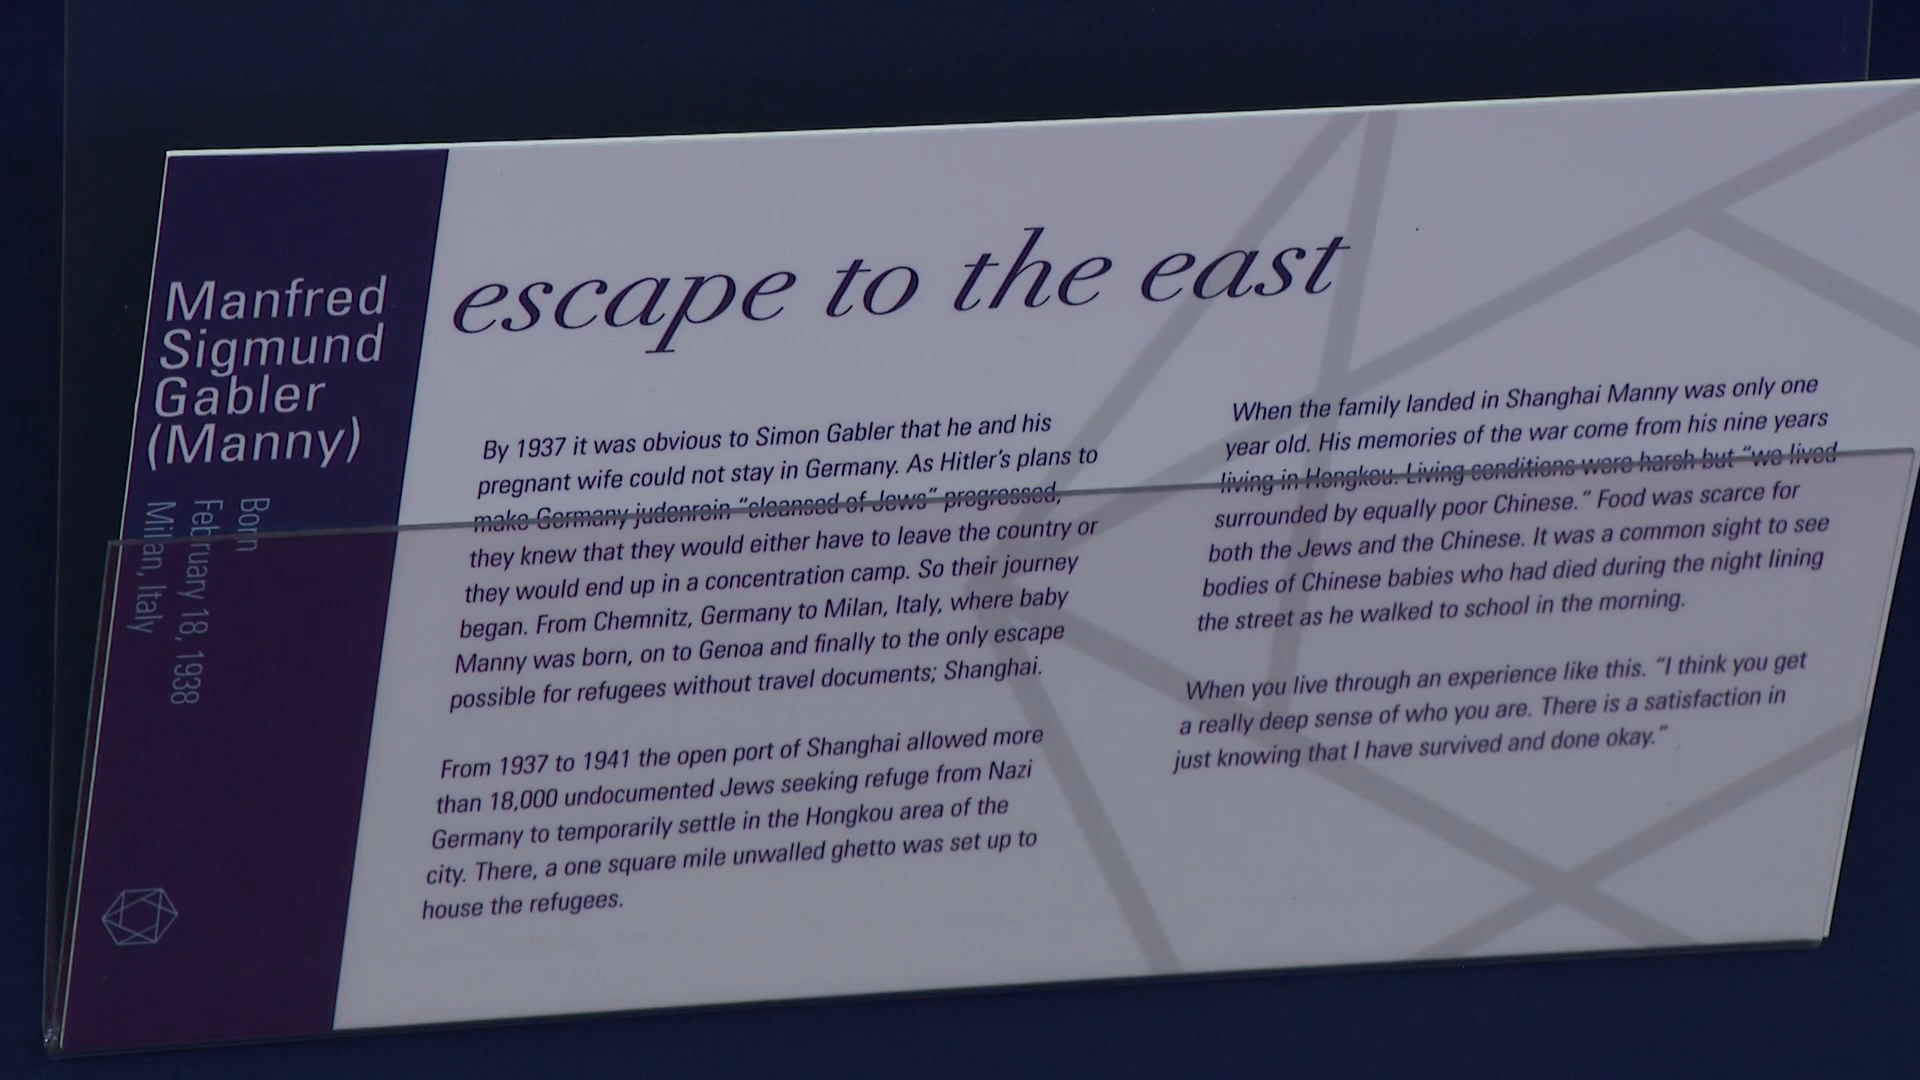 Manfred
Sigmund
Gabler
(Manny)
Born
February 18, 1938
Milan, Italy
escape to the east
By 1937 it was obvious to Simon Gabler that he and his
pregnant wife could not stay in Germany. As Hitler's plans to
make Germany judenrein "cleansed of Jews" progressed,
they knew that they would either have to leave the country or
they would end up in a concentration camp. So their journey
began. From Chemnitz, Germany to Milan, Italy, where baby
Manny was born, on to Genoa and finally to the only escape
possible for refugees without travel documents; Shanghai.
From 1937 to 1941 the open port of Shanghai allowed more
than 18,000 undocumented Jews seeking refuge from Nazi
Germany to temporarily settle in the Hongkou area of the
city. There, a one square mile unwalled ghetto was set up to
house the refugees.
When the family landed in Shanghai Manny was only one
year old. His memories of the war come from his nine years
living in Hongkou. Living conditions were harsh but "we lived
surrounded by equally poor Chinese." Food was scarce for
both the Jews and the Chinese. It was a common sight to see
bodies of Chinese babies who had died during the night lining
the street as he walked to school in the morning.
When you live through an experience like this. "I think you get
a really deep sense of who you are. There is a satisfaction in
just knowing that I have survived and done okay."